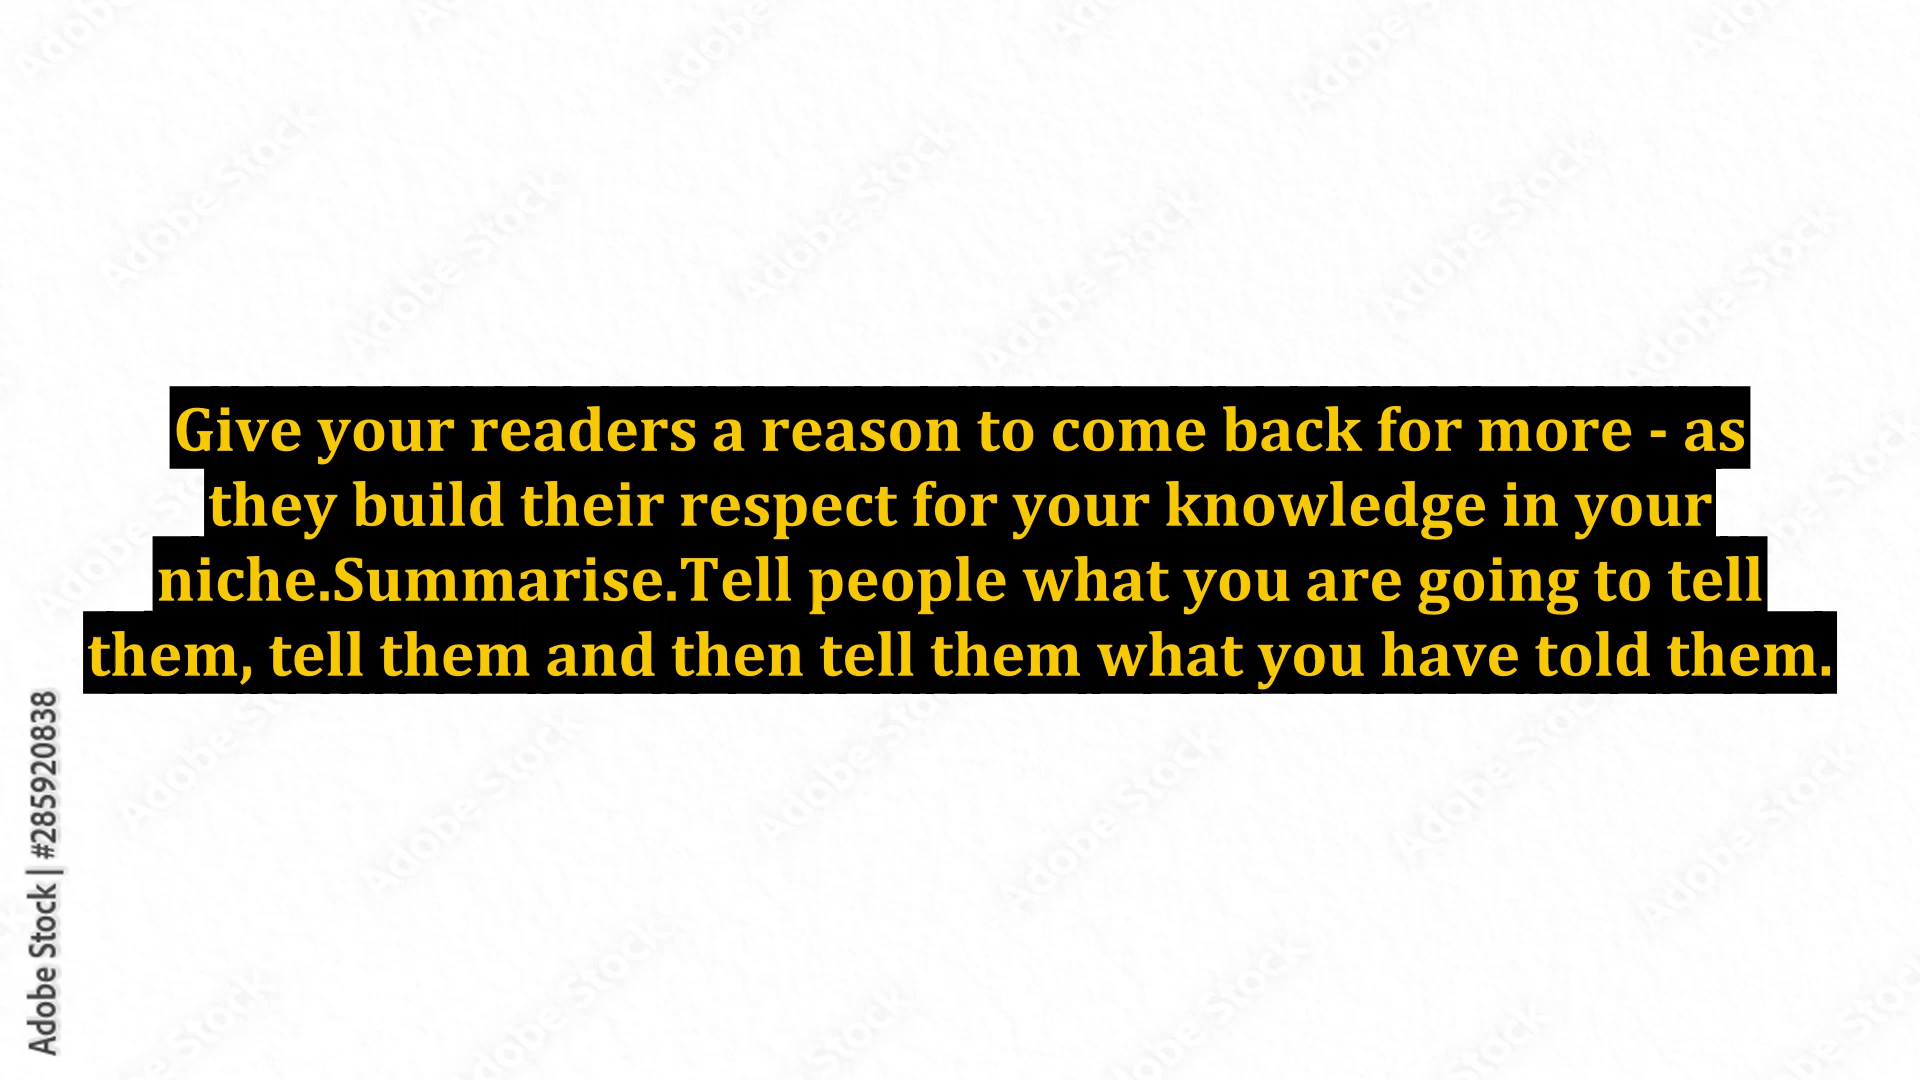 Give your readers a reason to come back for more - as
they build their respect for your knowledge in your
niche.Summarise.Tell people what you are going to tell
them, tell them and then tell them what you have told them.
Adobe Stock | #285920838